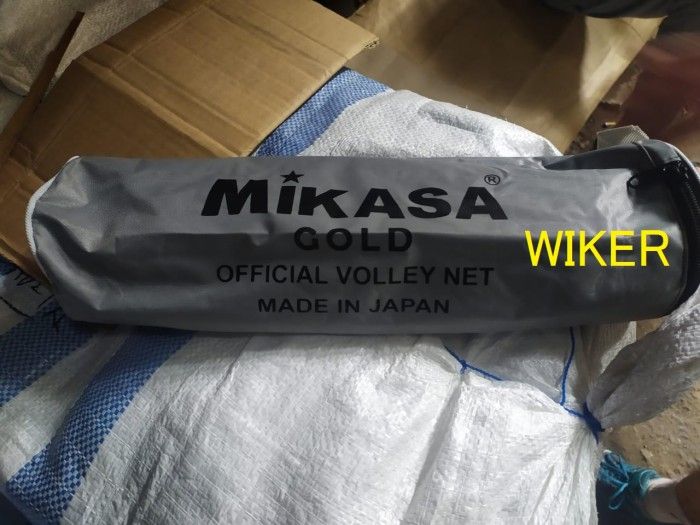 MiKASA®
GOLD
WIKER
OFFICIAL VOLLEY NET
MADE IN JAPAN